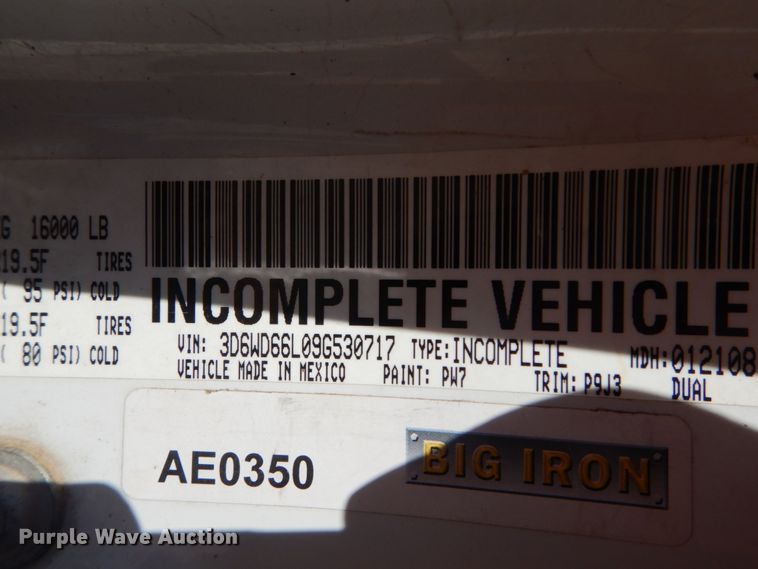 G 16000 LB
19.5F TIRES
( 95 PSI) COLD
19.5F TIRES
( 80 PSI) COLD
INCOMPLETE VEHICLE
VIN: 3D6WD66L09G530717 TYPE:INCOMPLETE MDH:012108
VEHICLE MADE IN MEXICO PAINT: PW7 TRIM: P9J3 DUAL
AE0350
BIG IRON
Purple Wave Auction